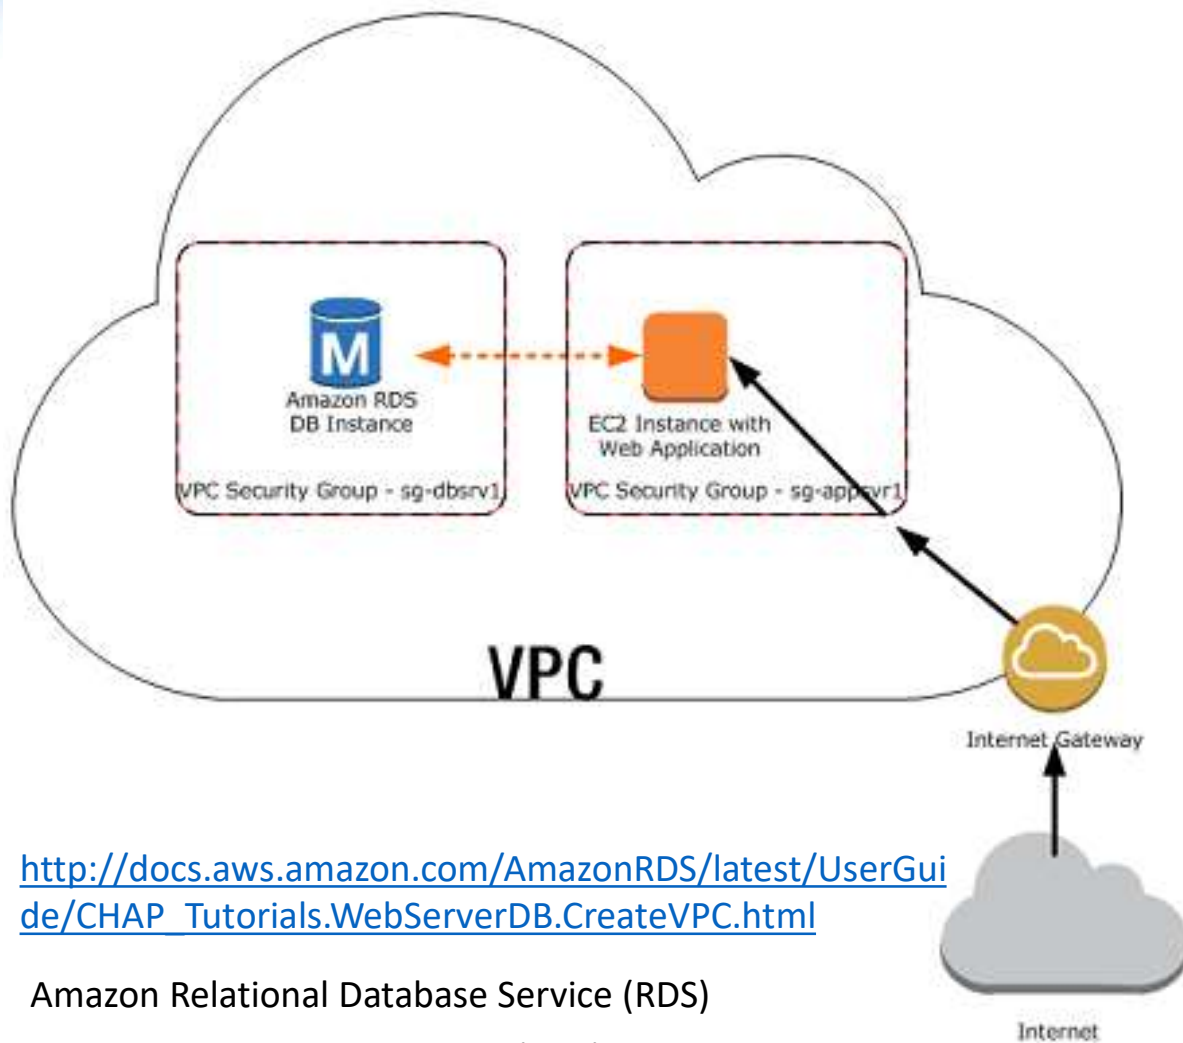 M
Amazon RDS
DB Instance
VPC Security Group - sg-dbsrv1
EC2 Instance with
Web Application
VPC Security Group - sg-appsvr1
VPC
Internet Gateway
http://docs.aws.amazon.com/AmazonRDS/latest/UserGui
de/CHAP_Tutorials.WebServerDB.CreateVPC.html
Amazon Relational Database Service (RDS)
Internet